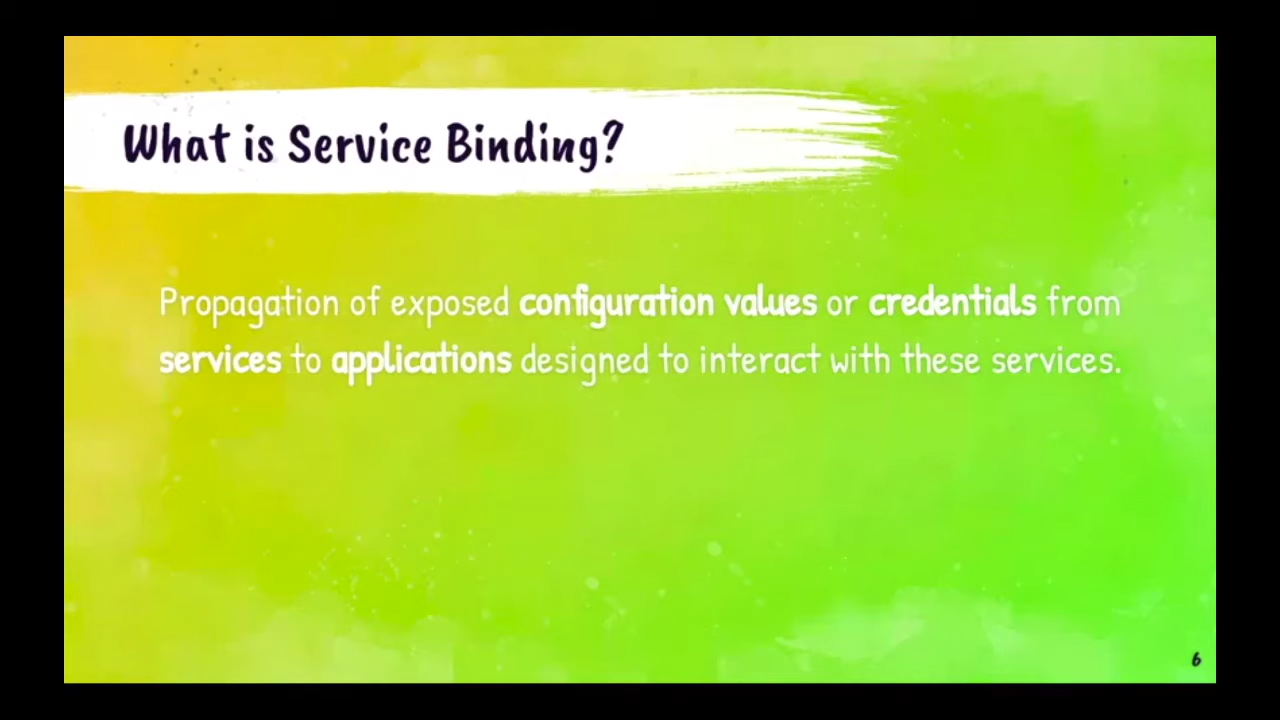 What is Service Binding?
Propagation of exposed configuration values or credentials from
services to applications designed to interact with these services.
6